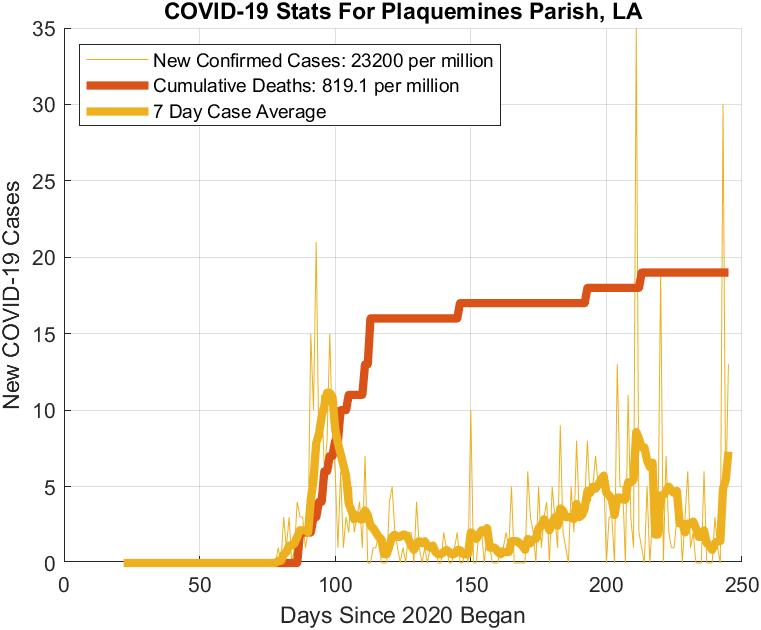 COVID-19 Stats For Plaquemines Parish, LA
New Confirmed Cases: 23200 per million
Cumulative Deaths: 819.1 per million
7 Day Case Average
New COVID-19 Cases
35
30
25
20
15
10
5
0
0 50 100 150 200 250
Days Since 2020 Began